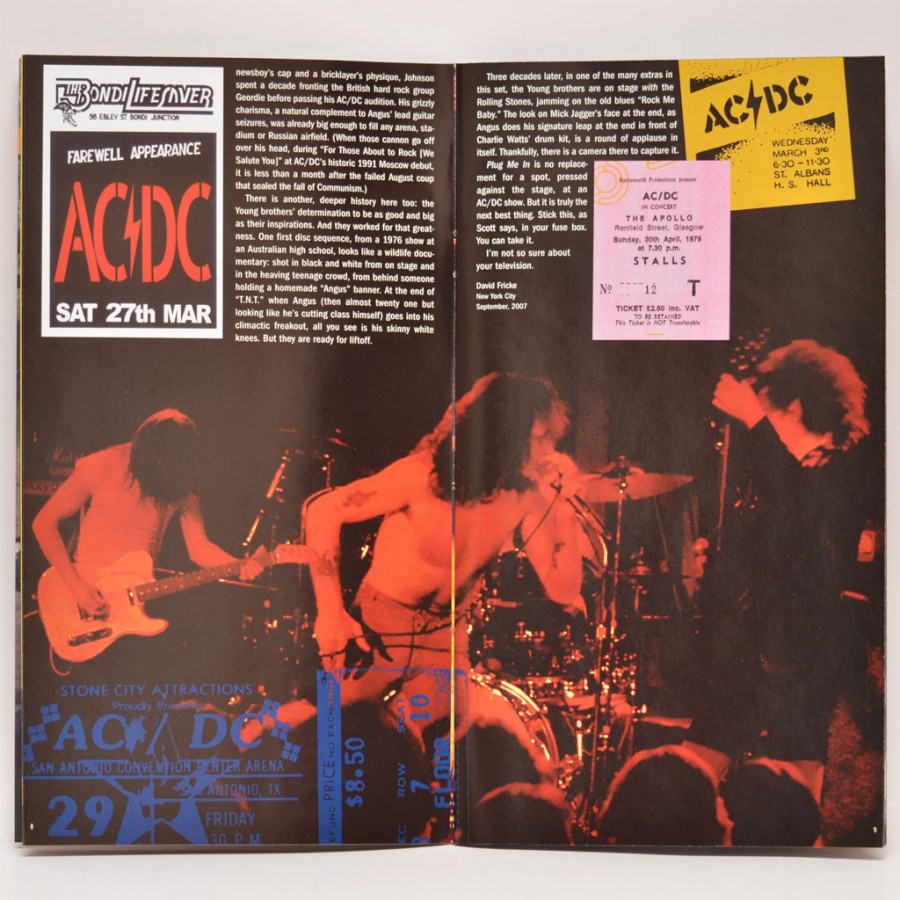 THE BONDI LIFESAVER
56 EBLEY ST BONDI JUNCTION
FAREWELL APPEARANCE
AC/DC
SAT 27th MAR
newsboy's cap and a bricklayer's physique, Johnson
spent a decade fronting the British hard rock group
Geordie before passing his AC/DC audition. His grizzly
charisma, a natural complement to Angus' lead guitar
seizures, was already big enough to fill any arena, sta-
dium or Russian airfield. (When those cannons go off
over his head, during "For Those About to Rock [We
Salute You]" at AC/DC's historic 1991 Moscow debut,
it is less than a month after the failed August coup
that sealed the fall of Communism.)
There is another, deeper history here too: the
Young brothers' determination to be as good and big
as their inspirations. And they worked for that great-
ness. One first disc sequence, from a 1976 show at
an Australian high school, looks like a wildlife docu-
mentary: shot in black and white from on stage and
in the heaving teenage crowd, from behind someone
holding a homemade "Angus" banner. At the end of
"T.N.T." when Angus (then almost twenty one but
looking like he's cutting class himself) goes into his
climactic freakout, all you see is his skinny white
knees. But they are ready for liftoff.
Three decades later, in one of the many extras in
this set, the Young brothers are on stage with the
Rolling Stones, jamming on the old blues "Rock Me
Baby." The look on Mick Jagger's face at the end, as
Angus does his signature leap at the end in front of
Charlie Watts' drum kit, is a round of applause in
itself. Thankfully, there is a camera there to capture it.
Plug Me In is no replace-
ment for a spot, pressed
against the stage, at an
AC/DC show. But it is truly the
next best thing. Stick this, as
Scott says, in your fuse box.
You can take it.
I'm not so sure about
your television.
David Fricke
New York City
September, 2007
AC/DC
WEDNESDAY
MARCH 3RD
6·30 - 11·30
ST. ALBANS
H. S. HALL
Promotions present
AC/DC
IN CONCERT
THE APOLLO
Renfield Street, Glasgow
Sunday, 30th April, 1978
at 7.30 p.m.
STALLS
Nº 12 T
TICKET £2.50 inc. VAT
TO BE RETAINED
This Ticket is NOT Transferable
STONE CITY ATTRACTIONS
Proudly Presents
AC/DC
SAN ANTONIO CONVENTION CENTER ARENA
SAN ANTONIO, TX
29 FRIDAY
30 P.M.
PRICE AND EXCHANGE
$8.50
ROW SEAT
7 10
FLOOR
8
9